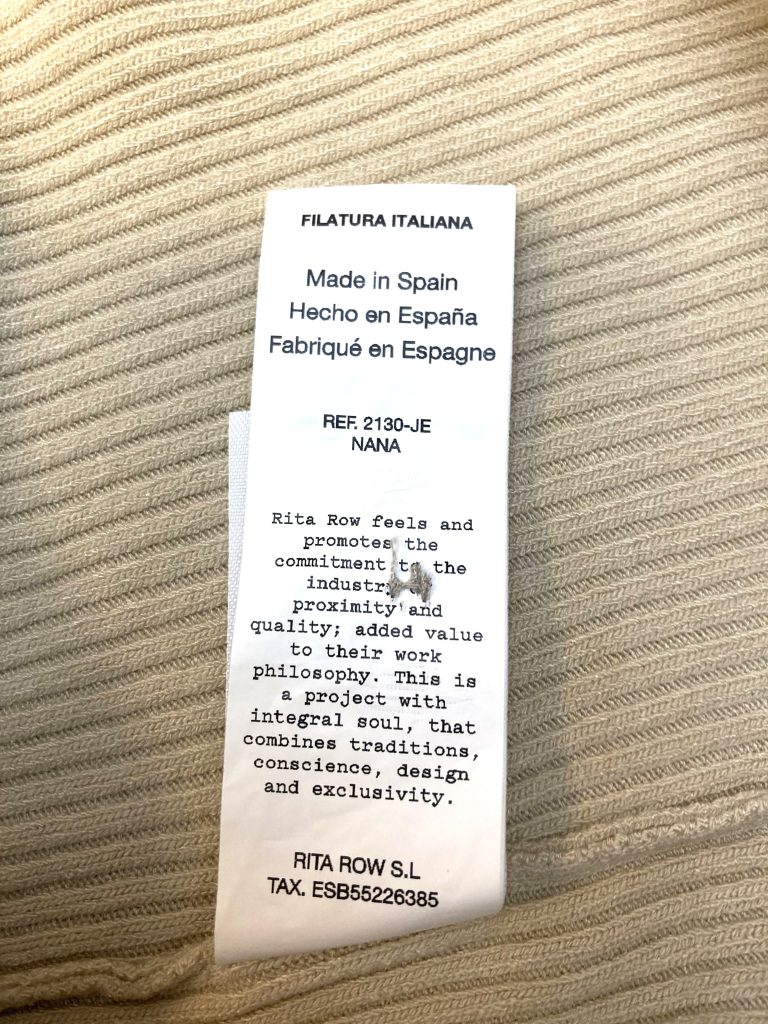 FILATURA ITALIANA
Made in Spain
Hecho en España
Fabriqué en Espagne
REF. 2130-JE
NANA
Rita Row feels and
promotes the
commitment to the
industry
proximity and
quality; added value
to their work
philosophy. This is
a project with
integral soul, that
combines traditions,
conscience, design
and exclusivity.
RITA ROW S.L
TAX. ESB55226385